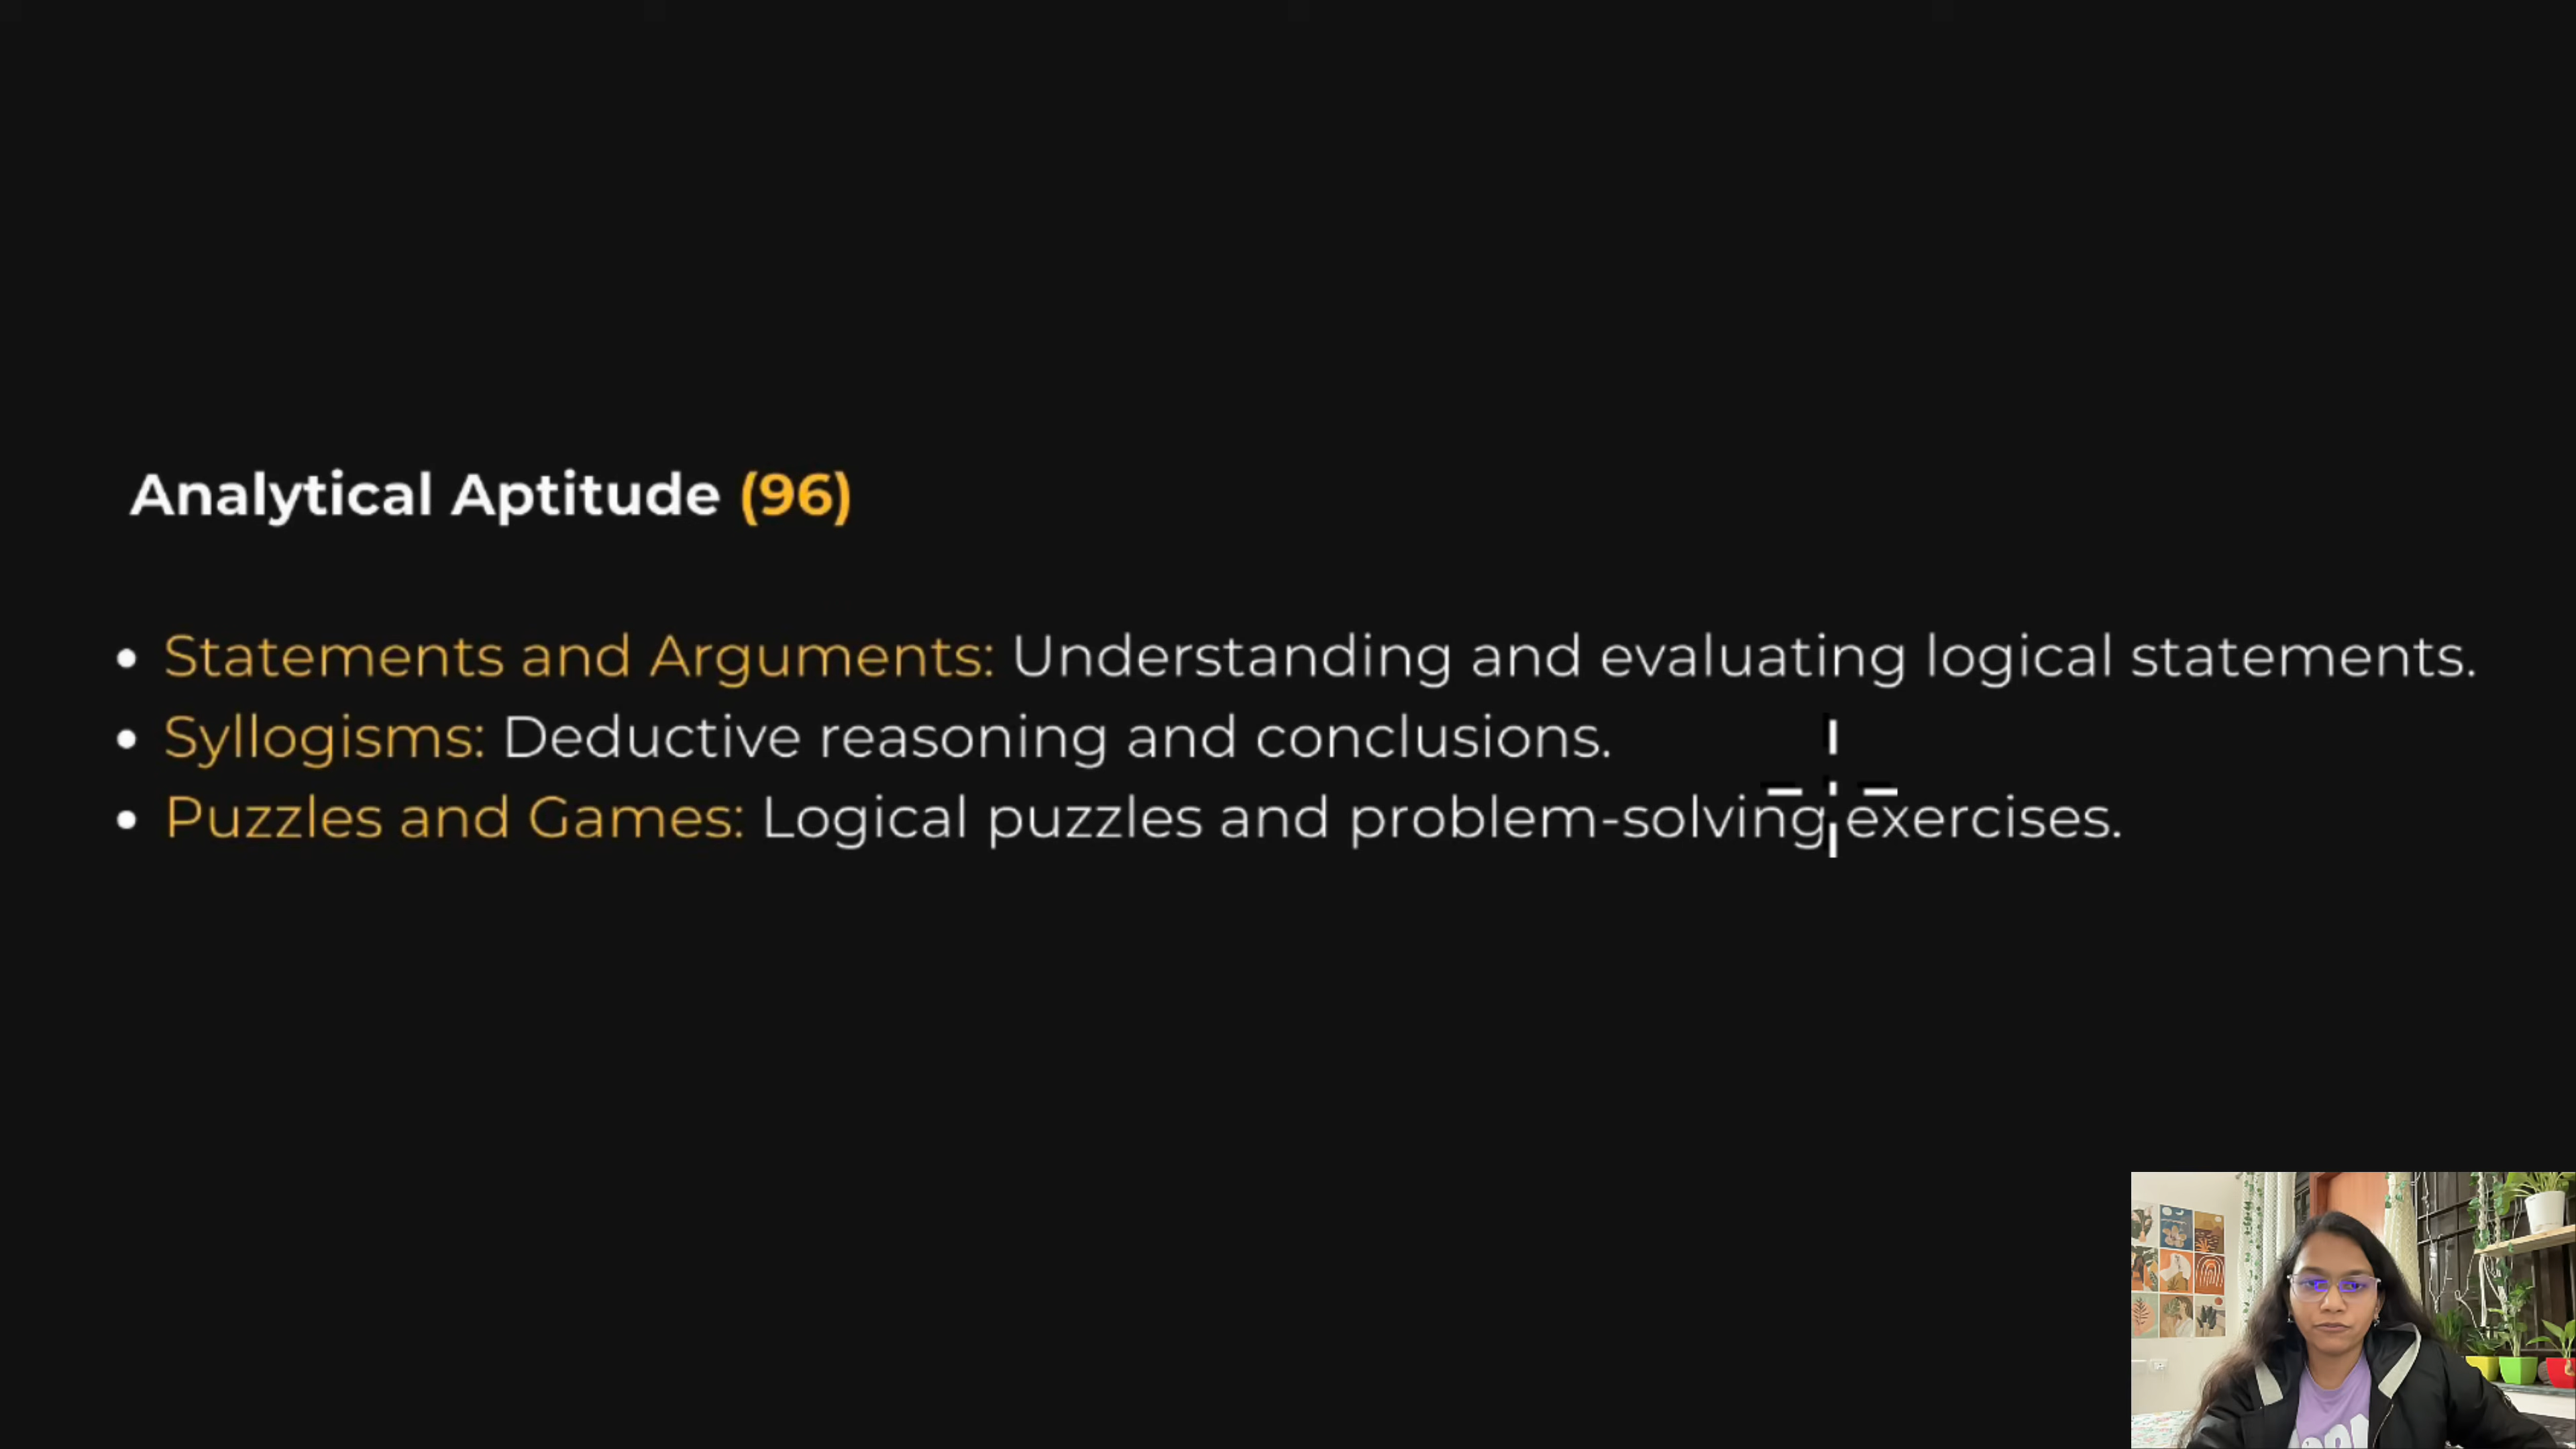 Analytical Aptitude (96)
• Statements and Arguments: Understanding and evaluating logical statements.
• Syllogisms: Deductive reasoning and conclusions.
• Puzzles and Games: Logical puzzles and problem-solving exercises.